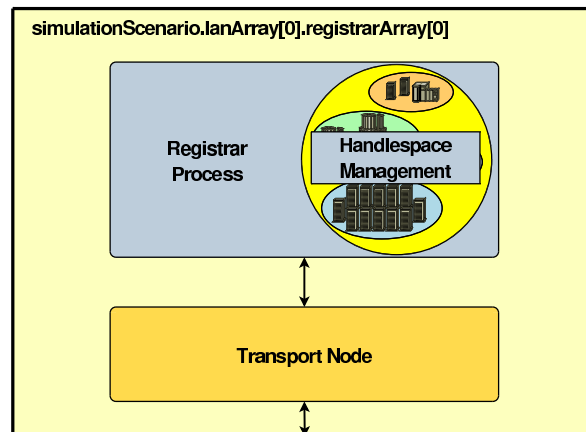 simulationScenario.lanArray[0].registrarArray[0]
Registrar
Process
Handlespace
Management
Transport Node